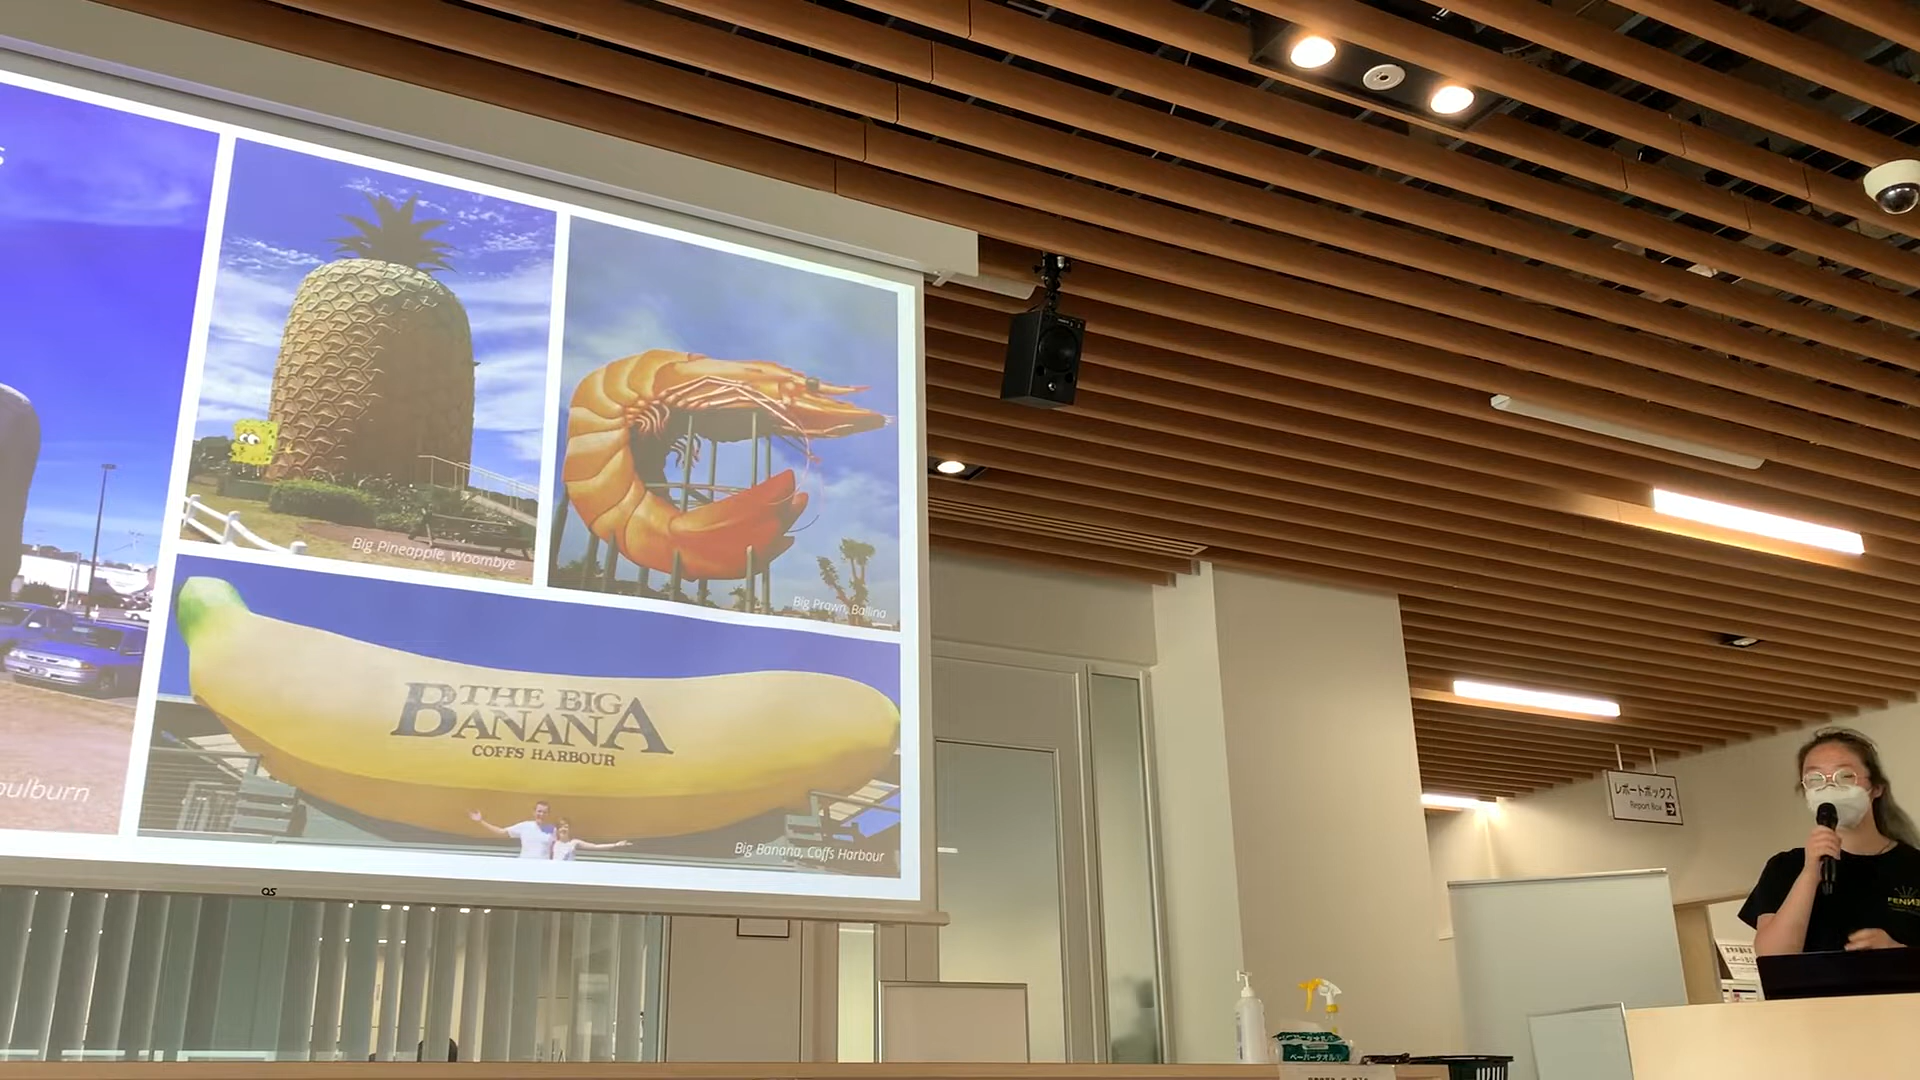 s
Big Pineapple, Woombye
Big Prawn, Ballina
THE BIG
BANANA
COFFS HARBOUR
Big Banana, Coffs Harbour
oulburn
OS
レポートボックス
Report Box
ペーパータオル